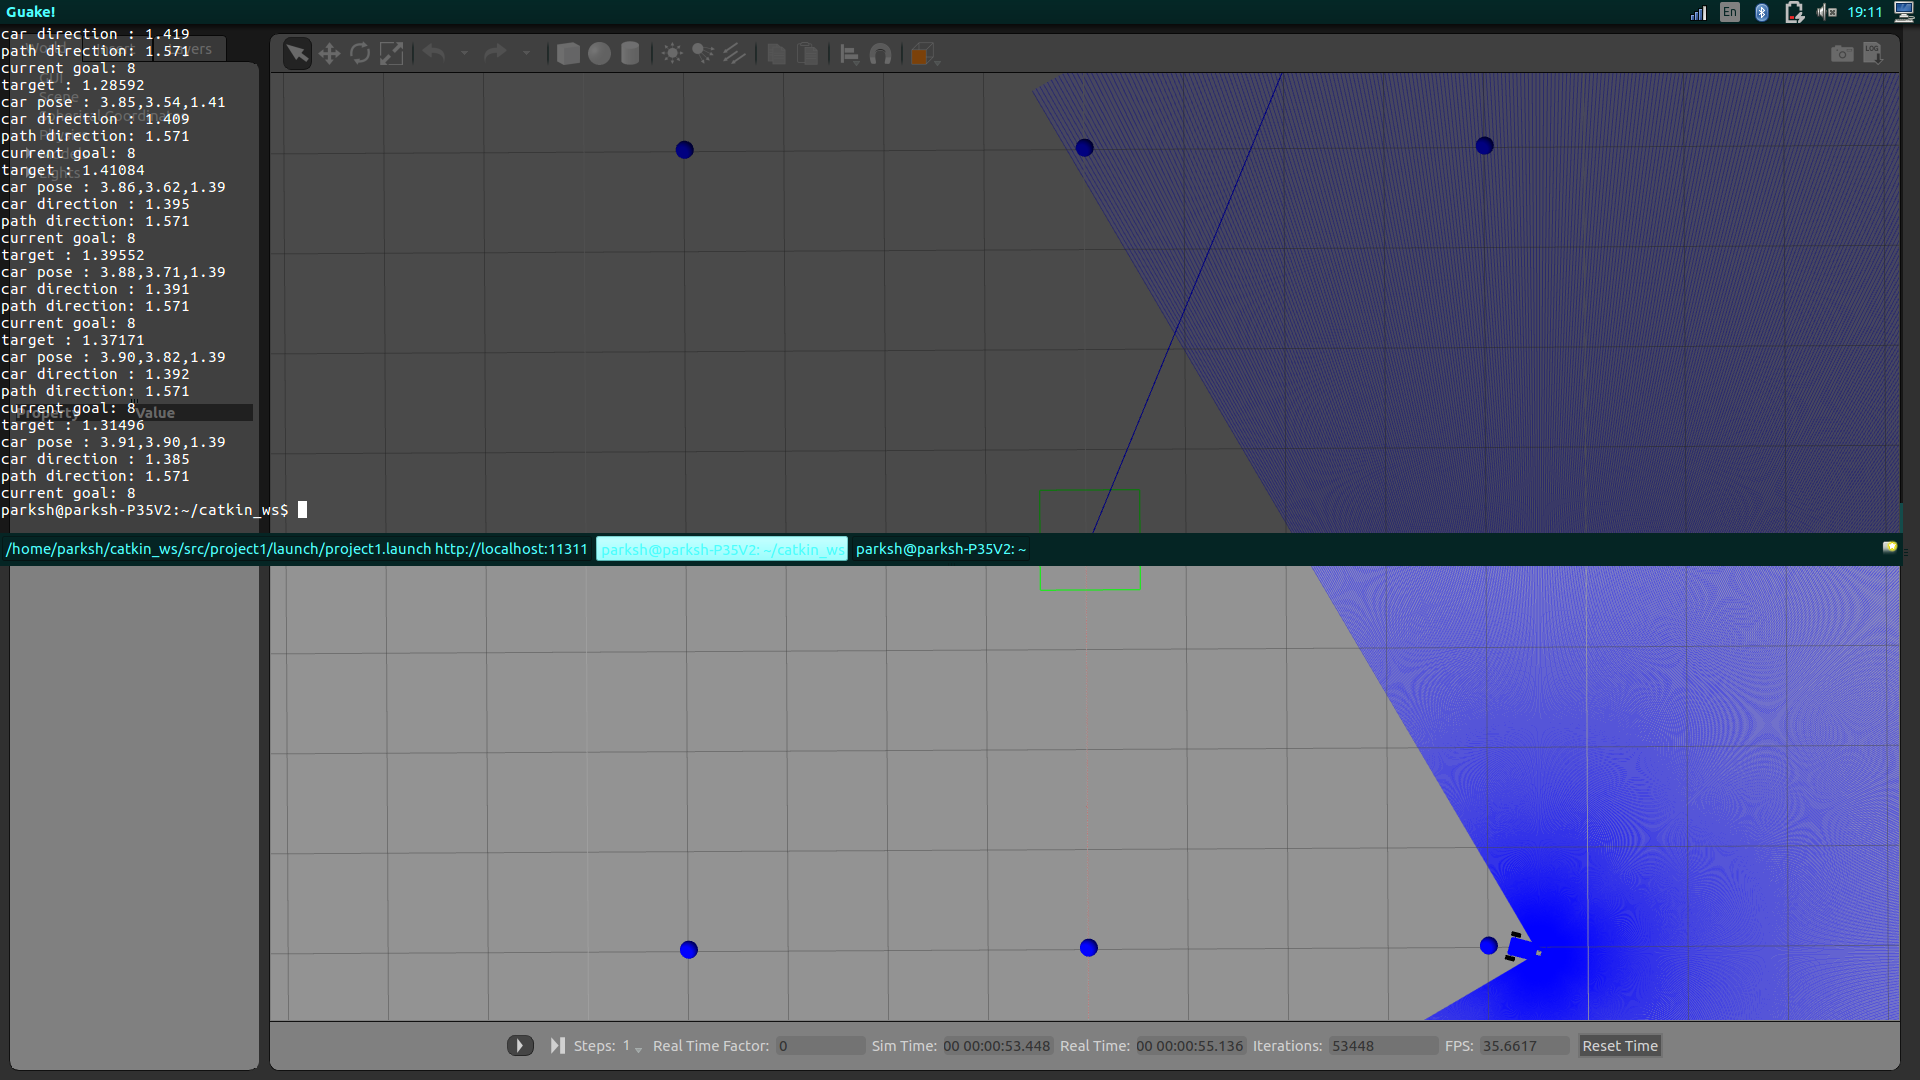 Guake!
En
19:11
car direction : 1.419
path direction: 1.571
current goal: 8
target : 1.28592
car pose : 3.85,3.54,1.41
car direction : 1.409
path direction: 1.571
current goal: 8
target : 1.41084
car pose : 3.86,3.62,1.39
car direction : 1.395
path direction: 1.571
current goal: 8
target : 1.39552
car pose : 3.88,3.71,1.39
car direction : 1.391
path direction: 1.571
current goal: 8
target : 1.37171
car pose : 3.90,3.82,1.39
car direction : 1.392
path direction: 1.571
current goal: 8
Property Value
target : 1.31496
car pose : 3.91,3.90,1.39
car direction : 1.385
path direction: 1.571
current goal: 8
parksh@parksh-P35V2:~/catkin_ws$
/home/parksh/catkin_ws/src/project1/launch/project1.launch http://localhost:11311 parksh@parksh-P35V2: ~/catkin_ws parksh@parksh-P35V2: ~
LOG
Steps: 1 Real Time Factor: 0 Sim Time: 00 00:00:53.448 Real Time: 00 00:00:55.136 Iterations: 53448 FPS: 35.6617 Reset Time